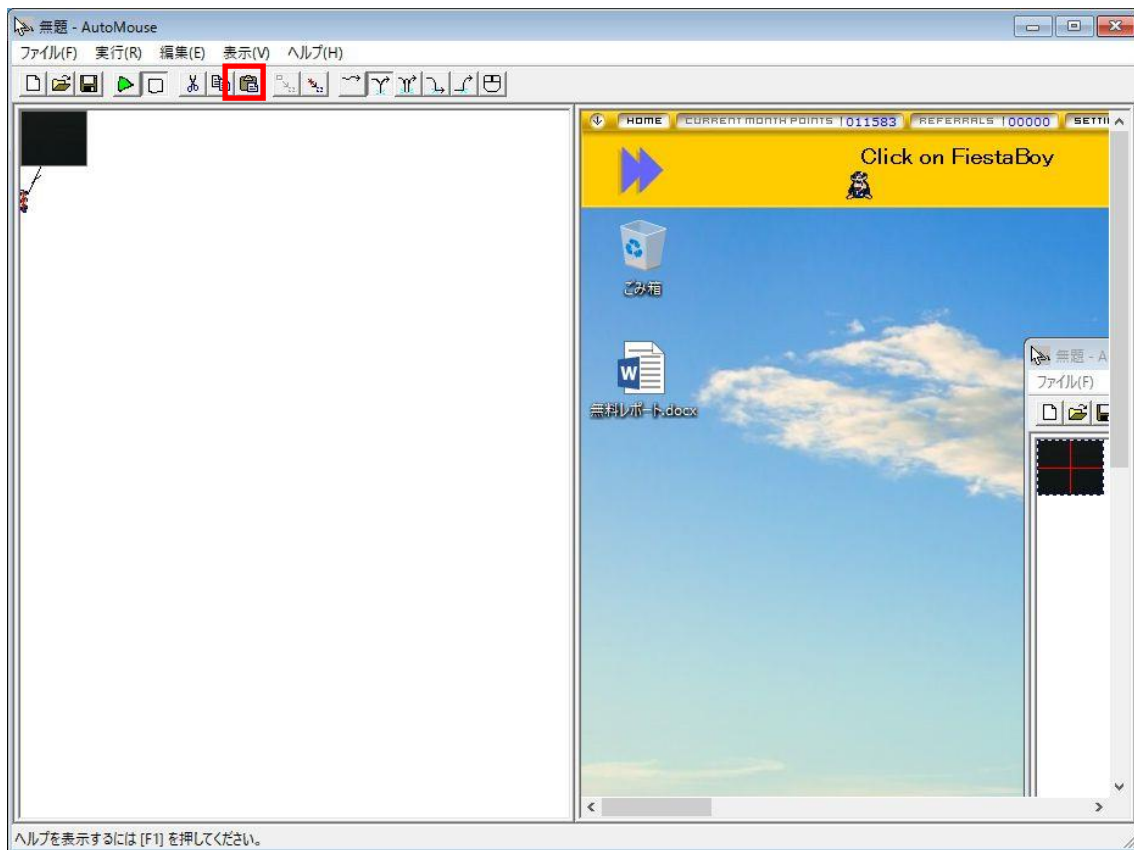 無題 - AutoMouse
ファイル(F) 実行(R) 編集(E) 表示(V) ヘルプ(H)
HOME CURRENT MONTH POINTS 011583 REFERRALS 00000 SETTI
Click on FiestaBoy
ごみ箱
無題 - A
ファイル(F)
W
無料レポート.docx
ヘルプを表示するには [F1] を押してください。